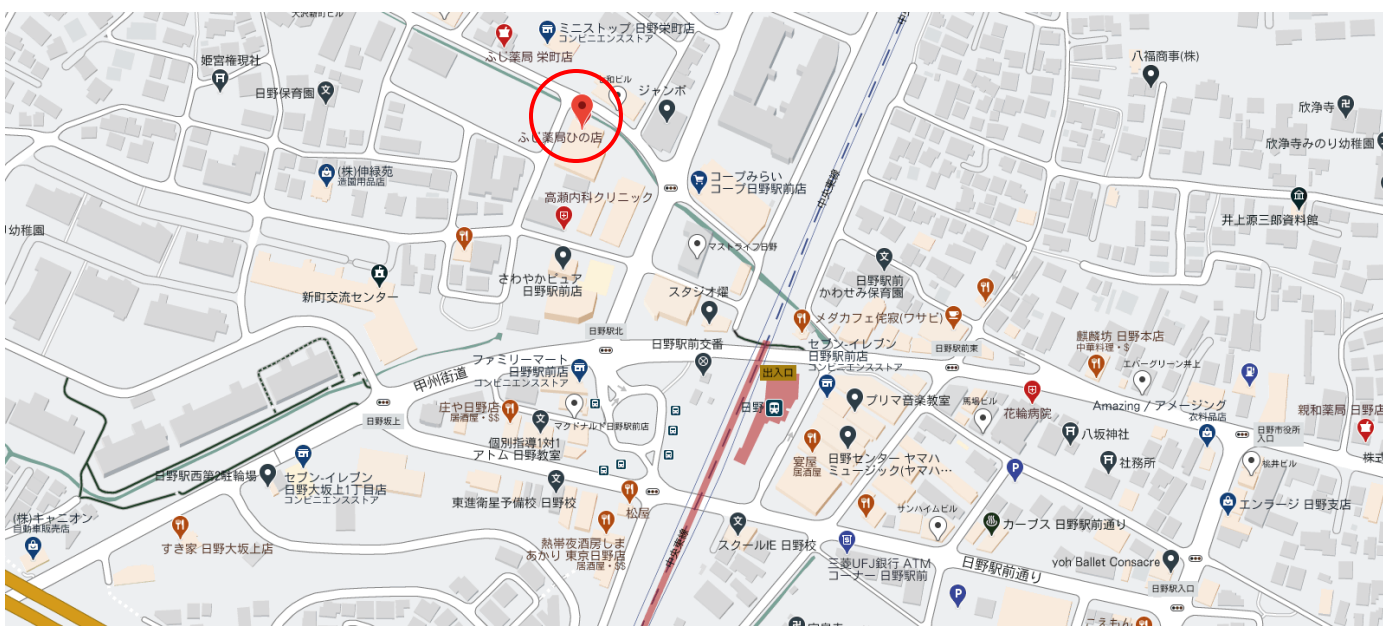 大沢新町ビル
ミニストップ 日野栄町店
コンビニエンスストア
ふじ薬局 栄町店
八福商事(株)
姫宮権現社
日野保育園
ジャンボ
欣浄寺
ふじ薬局ひの店
欣浄寺みのり幼稚園
(株)伸緑苑
造園用品店
コープみらい
コープ日野駅前店
高瀬内科クリニック
中央東線
井上源三郎資料館
り幼稚園
マストライフ日野
さわやかピュア
日野駅前店
日野駅前
かわせみ保育園
新町交流センター
スタジオ燿
メダカフェ侘寂(ワサビ)
日野駅北
日野駅前交番
セブン-イレブン
日野駅前店
コンビニエンスストア
日野駅前東
麒麟坊 日野本店
中華料理・$
ファミリーマート
日野駅前店
コンビニエンスストア
エバーグリーン井上
甲州街道
出入口
日野
プリマ音楽教室
馬場ビル
花輪病院
Amazing / アメージング
衣料品店
親和薬局 日野店
庄や日野店
居酒屋・$$
日野坂上
マクドナルド日野駅前店
個別指導1対1
アトム 日野教室
八坂神社
日野市役所
入口
宴屋
居酒屋
日野センター ヤマハ
ミュージック(ヤマハ…
社務所
桃井ビル
株式
日野駅西第2駐輪場
セブン-イレブン
日野大坂上1丁目店
コンビニエンスストア
P
東進衛星予備校 日野校
松屋
サンハイムビル
エンラージ 日野支店
(株)キャニオン
自動車販売店
すき家 日野大坂上店
熱帯夜酒房しま
あかり 東京日野店
居酒屋・$$
中央東線
スクールIE 日野校
カーブス 日野駅前通り
三菱UFJ銀行 ATM
コーナー 日野駅前
日野駅前通り
yoh Ballet Consacre
日野駅入口
P
こえもん